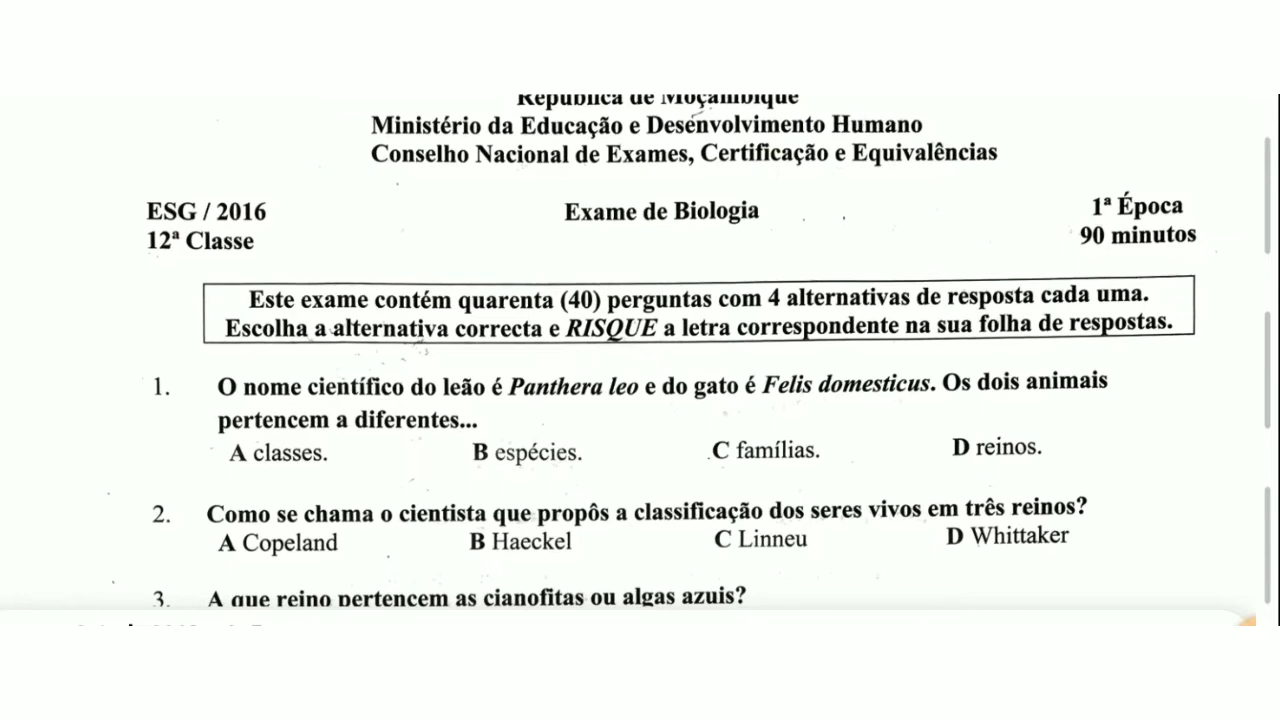 República de Moçambique
Ministério da Educação e Desenvolvimento Humano
Conselho Nacional de Exames, Certificação e Equivalências
ESG / 2016 Exame de Biologia 1ª Época
12ª Classe 90 minutos
Este exame contém quarenta (40) perguntas com 4 alternativas de resposta cada uma.
Escolha a alternativa correcta e RISQUE a letra correspondente na sua folha de respostas.
1. O nome científico do leão é Panthera leo e do gato é Felis domesticus. Os dois animais
pertencem a diferentes...
A classes. B espécies. C famílias. D reinos.
2. Como se chama o cientista que propôs a classificação dos seres vivos em três reinos?
A Copeland B Haeckel C Linneu D Whittaker
3. A que reino pertencem as cianofitas ou algas azuis?